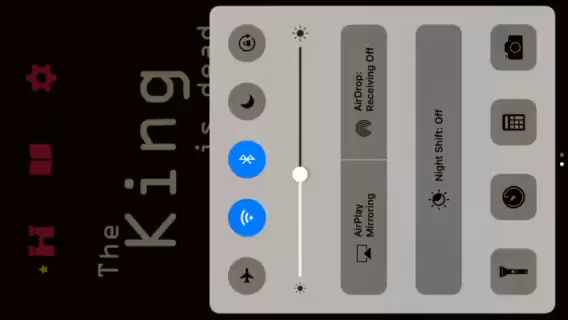 The
King
is dead
AirPlay
Mirroring
AirDrop:
Receiving Off
Night Shift: Off